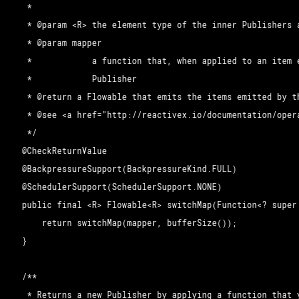 *
* @param <R> the element type of the inner Publishers
* @param mapper
* a function that, when applied to an item
* Publisher
* @return a Flowable that emits the items emitted by
* @see <a href="http://reactivex.io/documentation/opera
*/
@CheckReturnValue
@BackpressureSupport(BackpressureKind.FULL)
@SchedulerSupport(SchedulerSupport.NONE)
public final <R> Flowable<R> switchMap(Function<? super
return switchMap(mapper, bufferSize());
}
/**
* Returns a new Publisher by applying a function that